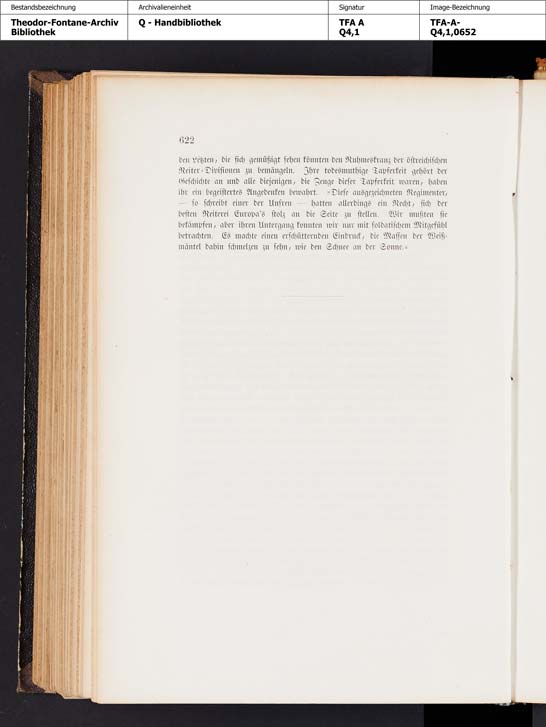 Bestandsbezeichnung Archivalieneinheit Signatur Image-Bezeichnung
Theodor-Fontane-Archiv Q - Handbibliothek TFA A TFA-A-
Bibliothek Q4,1 Q4,1,0652
622
den Letzten, die sich gemüßigt sehen könnten den Ruhmeskranz der östreichischen
Reiter-Divisionen zu bemängeln. Ihre todesmuthige Tapferkeit gehört der
Geschichte an und alle diejenigen, die Zeuge dieser Tapferkeit waren, haben
ihr ein begeistertes Angedenken bewahrt. »Diese ausgezeichneten Regimenter,
— so schreibt einer der Unsren — hatten allerdings ein Recht, sich der
besten Reiterei Europa's stolz an die Seite zu stellen. Wir mußten sie
bekämpfen, aber ihren Untergang konnten wir nur mit soldatischem Mitgefühl
betrachten. Es machte einen erschütternden Eindruck, die Massen der Weiß-
mäntel dahin schmelzen zu sehn, wie den Schnee an der Sonne.«